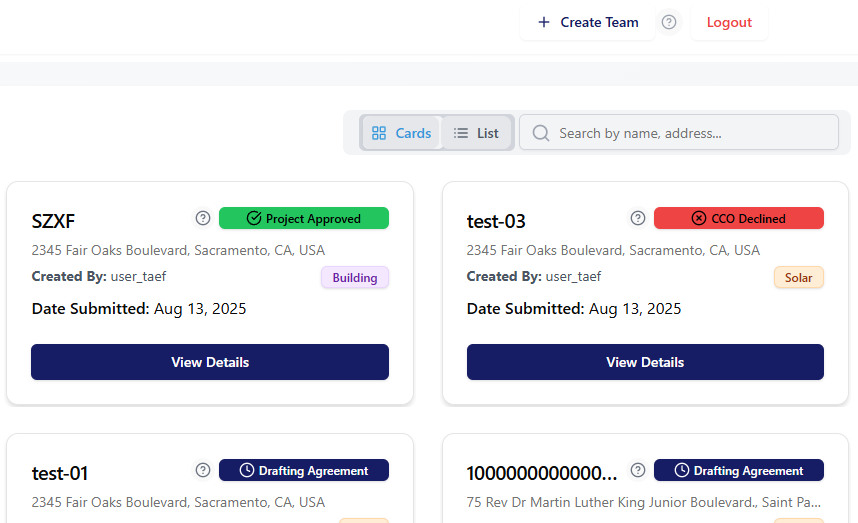 + Create Team ? Logout
Cards List Search by name, address...
SZXF ? Project Approved
2345 Fair Oaks Boulevard, Sacramento, CA, USA
Created By: user_taef Building
Date Submitted: Aug 13, 2025
View Details
test-03 ? CCO Declined
2345 Fair Oaks Boulevard, Sacramento, CA, USA
Created By: user_taef Solar
Date Submitted: Aug 13, 2025
View Details
test-01 ? Drafting Agreement
2345 Fair Oaks Boulevard, Sacramento, CA, USA
1000000000000... ? Drafting Agreement
75 Rev Dr Martin Luther King Junior Boulevard., Saint Pa...